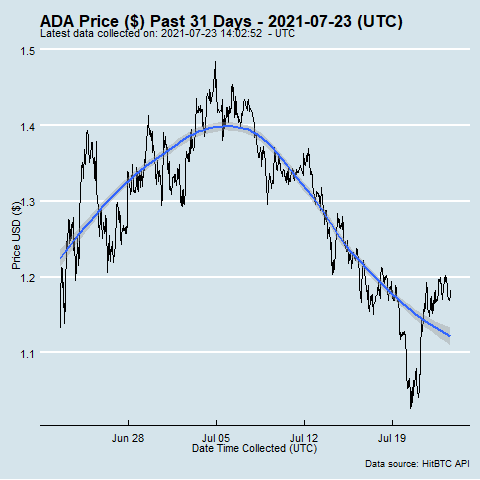 ADA Price ($) Past 31 Days - 2021-07-23 (UTC)
Latest data collected on: 2021-07-23 14:02:52  - UTC
1.5
1.4
1.3
1.2
1.1
Price USD ($)
Jun 28
Jul 05
Jul 12
Jul 19
Date Time Collected (UTC)
Data source: HitBTC API